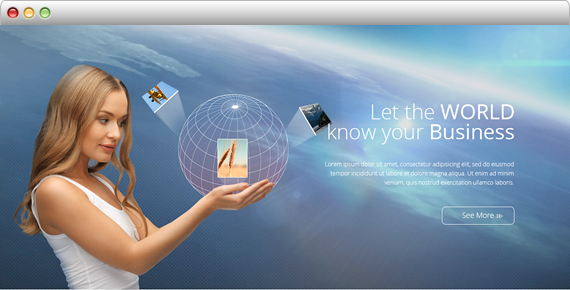 Let the WORLD
know your Business
Lorem ipsum dolor sit amet, consectetur adipisicing elit, sed do eiusmod
tempor incididunt ut labore et dolore magna aliqua. Ut enim ad minim
veniam, quis nostrud exercitation ullamco laboris.
See More